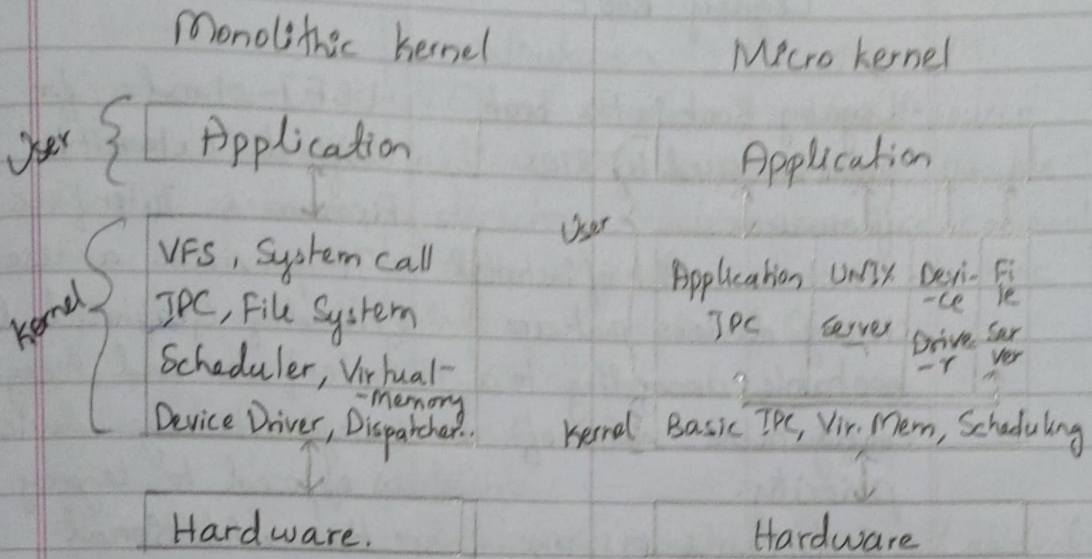 Monolithic kernel
User
Application
Kernel
VFS, System call
IPC, File System
Scheduler, Virtual-
-Memory
Device Driver, Dispatcher..
Hardware.
Micro kernel
Application
User
Application IPC
UNIX Server
Devi-
-ce
Drive
-r
Fi
le
Ser
ver
Kernel
Basic IPC, Vir. Mem, Scheduling
Hardware